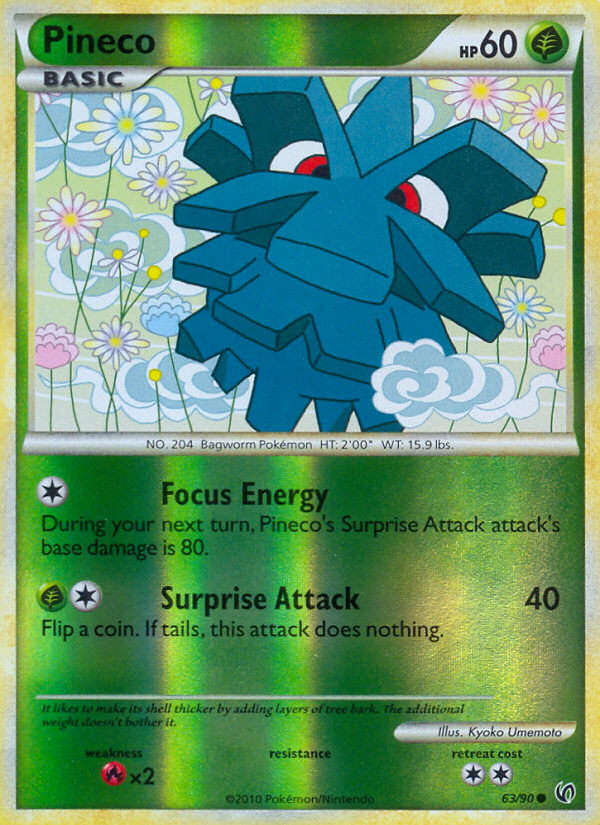 Pineco
HP60
BASIC
NO. 204 Bagworm Pokémon HT: 2'00" WT: 15.9 lbs.
Focus Energy
During your next turn, Pineco's Surprise Attack attack's
base damage is 80.
Surprise Attack 40
Flip a coin. If tails, this attack does nothing.
It likes to make its shell thicker by adding layers of tree bark. The additional
weight doesn't bother it.
Illus. Kyoko Umemoto
weakness resistance retreat cost
×2
©2010 Pokémon/Nintendo 63/90